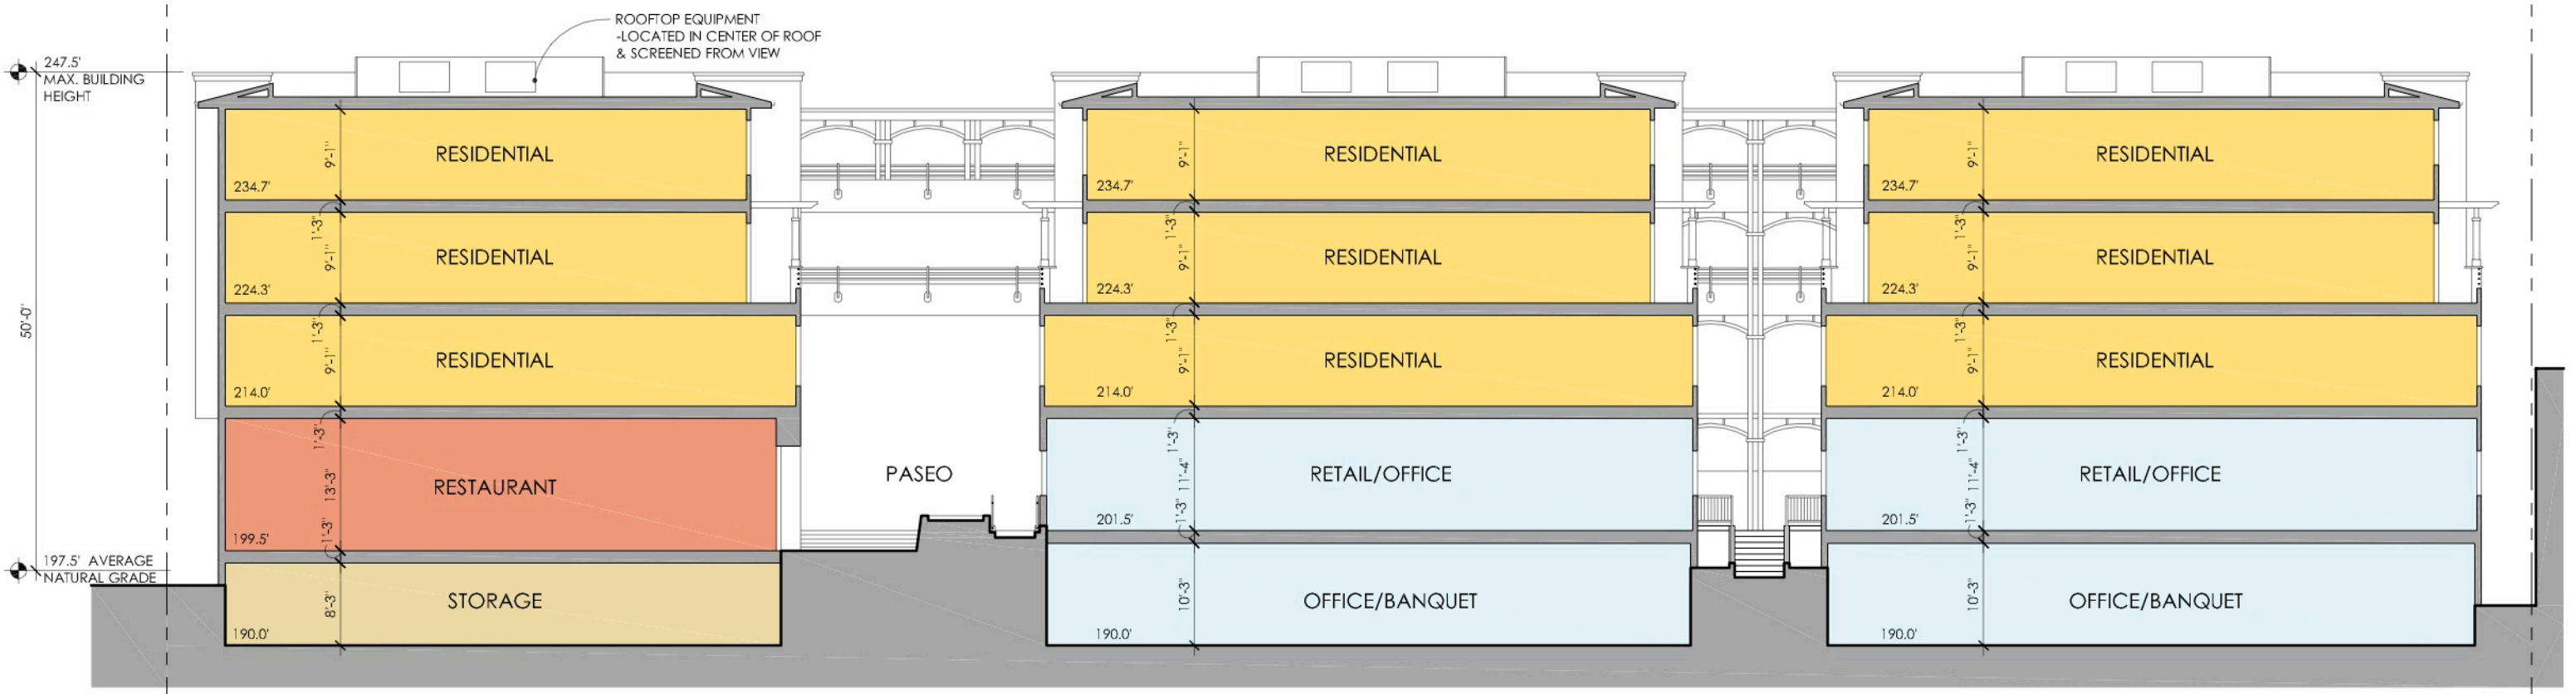 ROOFTOP EQUIPMENT
-LOCATED IN CENTER OF ROOF
& SCREENED FROM VIEW
247.5'
MAX. BUILDING
HEIGHT
50'-0"
197.5' AVERAGE
NATURAL GRADE
9'-1"
RESIDENTIAL
234.7'
1'-3"
9'-1"
RESIDENTIAL
224.3'
1'-3"
9'-1"
RESIDENTIAL
214.0'
1'-3"
13'-3"
RESTAURANT
199.5'
1'-3"
8'-3"
STORAGE
190.0'
PASEO
9'-1"
RESIDENTIAL
234.7'
1'-3"
9'-1"
RESIDENTIAL
224.3'
1'-3"
9'-1"
RESIDENTIAL
214.0'
1'-3"
11'-4"
RETAIL/OFFICE
201.5'
1'-3"
10'-3"
OFFICE/BANQUET
190.0'
9'-1"
RESIDENTIAL
234.7'
1'-3"
9'-1"
RESIDENTIAL
224.3'
1'-3"
9'-1"
RESIDENTIAL
214.0'
1'-3"
11'-4"
RETAIL/OFFICE
201.5'
1'-3"
10'-3"
OFFICE/BANQUET
190.0'